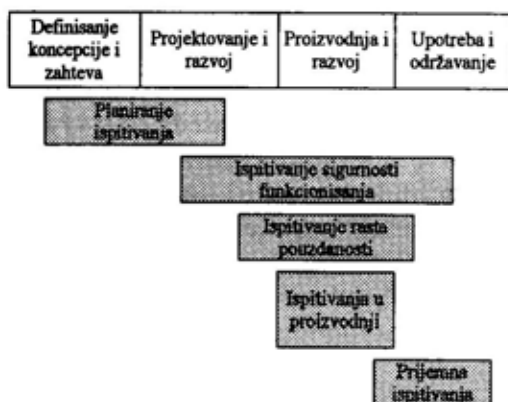 Definisanje
koncepcije i
zahteva
Projektovanje i
razvoj
Proizvodnja i
razvoj
Upotreba i
održavanje
Planiranje
ispitivanja
Ispitivanje sigurnosti
funkcionisanja
Ispitivanje rasta
pouzdanosti
Ispitivanja u
proizvodnji
Prijemna
ispitivanja